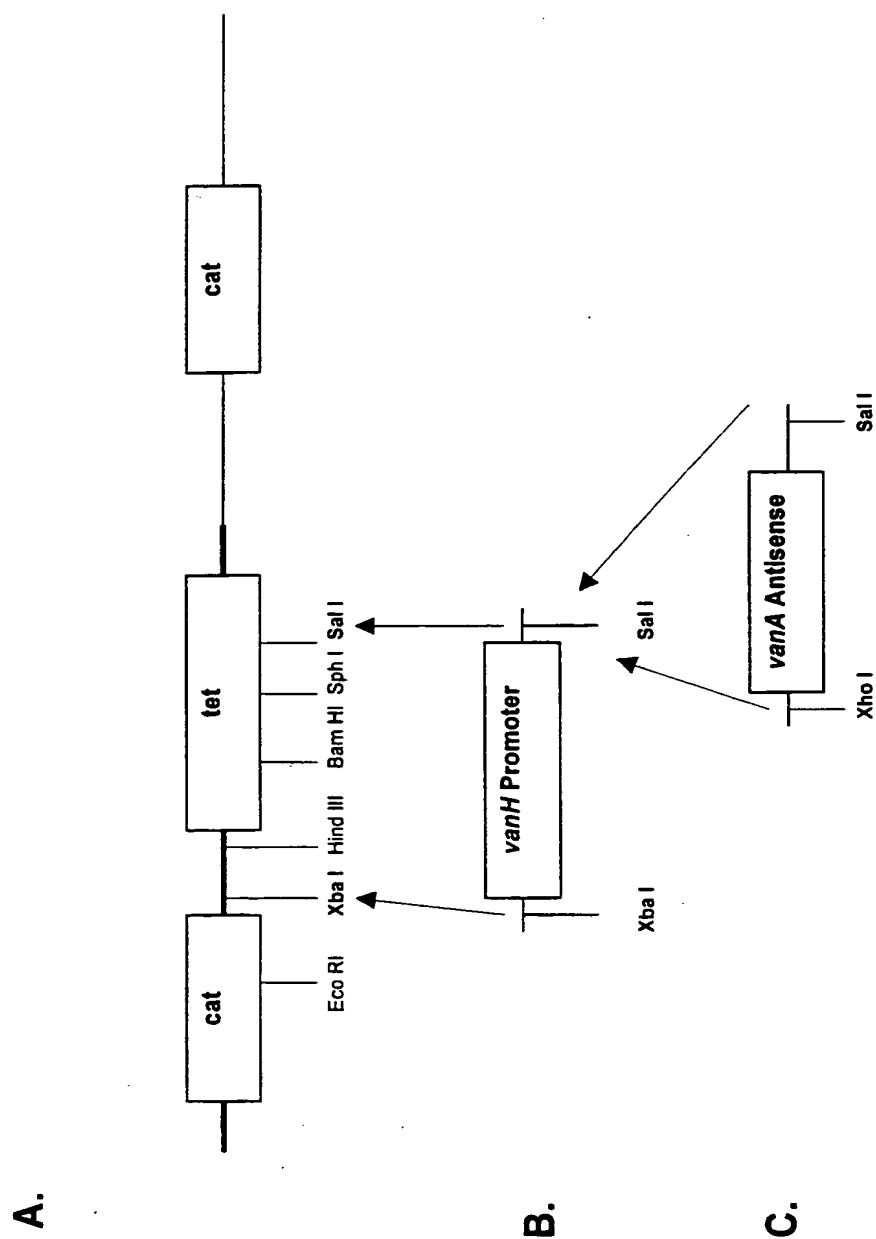 A.
cat
tet
cat
Eco RI
Xba I
Hind III
Bam HI
Sph I
Sal I
B.
vanH Promoter
Xba I
Sal I
C.
vanA Antisense
Xho I
Sal I